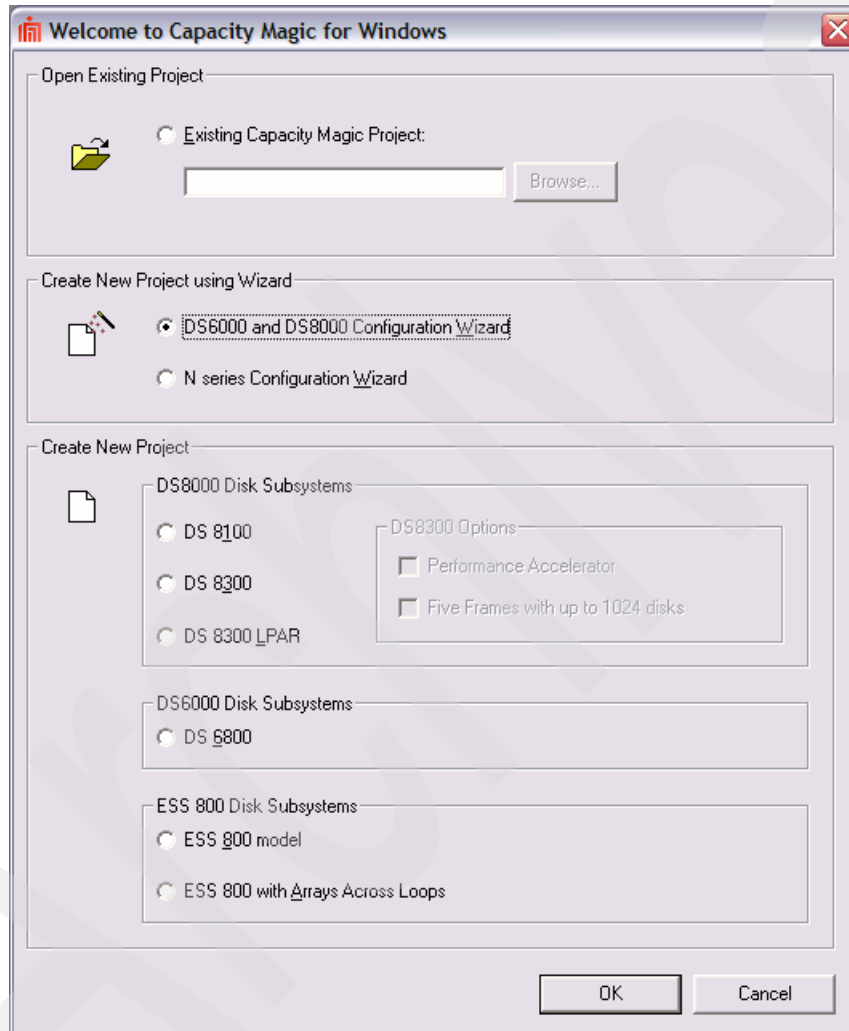 Welcome to Capacity Magic for Windows
Open Existing Project
Existing Capacity Magic Project:
Browse...
Create New Project using Wizard
DS6000 and DS8000 Configuration Wizard
N series Configuration Wizard
Create New Project
DS8000 Disk Subsystems
DS 8100
DS8300 Options
Performance Accelerator
DS 8300
Five Frames with up to 1024 disks
DS 8300 LPAR
DS6000 Disk Subsystems
DS 6800
ESS 800 Disk Subsystems
ESS 800 model
ESS 800 with Arrays Across Loops
OK
Cancel